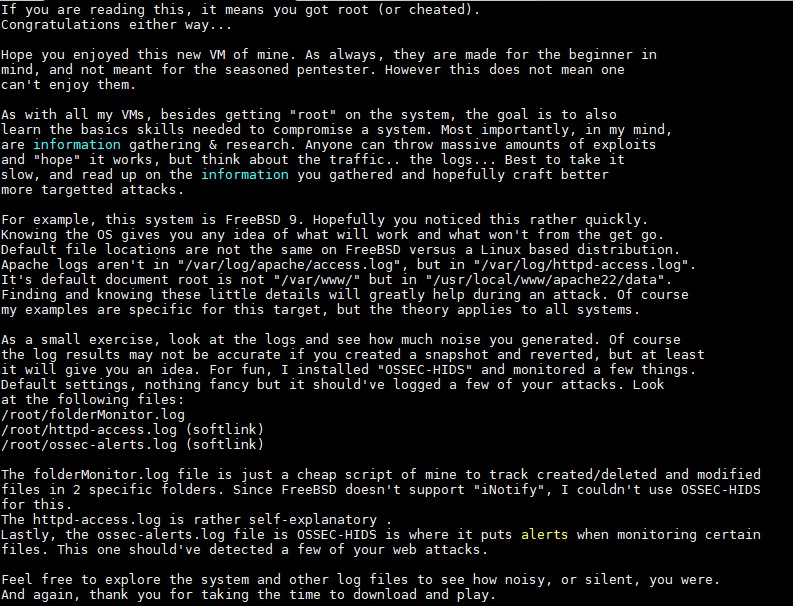 If you are reading this, it means you got root (or cheated).
Congratulations either way...
Hope you enjoyed this new VM of mine. As always, they are made for the beginner in
mind, and not meant for the seasoned pentester. However this does not mean one
can't enjoy them.
As with all my VMs, besides getting "root" on the system, the goal is to also
learn the basics skills needed to compromise a system. Most importantly, in my mind,
are information gathering & research. Anyone can throw massive amounts of exploits
and "hope" it works, but think about the traffic.. the logs... Best to take it
slow, and read up on the information you gathered and hopefully craft better
more targetted attacks.
For example, this system is FreeBSD 9. Hopefully you noticed this rather quickly.
Knowing the OS gives you any idea of what will work and what won't from the get go.
Default file locations are not the same on FreeBSD versus a Linux based distribution.
Apache logs aren't in "/var/log/apache/access.log", but in "/var/log/httpd-access.log".
It's default document root is not "/var/www/" but in "/usr/local/www/apache22/data".
Finding and knowing these little details will greatly help during an attack. Of course
my examples are specific for this target, but the theory applies to all systems.
As a small exercise, look at the logs and see how much noise you generated. Of course
the log results may not be accurate if you created a snapshot and reverted, but at least
it will give you an idea. For fun, I installed "OSSEC-HIDS" and monitored a few things.
Default settings, nothing fancy but it should've logged a few of your attacks. Look
at the following files:
/root/folderMonitor.log
/root/httpd-access.log (softlink)
/root/ossec-alerts.log (softlink)
The folderMonitor.log file is just a cheap script of mine to track created/deleted and modified
files in 2 specific folders. Since FreeBSD doesn't support "iNotify", I couldn't use OSSEC-HIDS
for this.
The httpd-access.log is rather self-explanatory .
Lastly, the ossec-alerts.log file is OSSEC-HIDS is where it puts alerts when monitoring certain
files. This one should've detected a few of your web attacks.
Feel free to explore the system and other log files to see how noisy, or silent, you were.
And again, thank you for taking the time to download and play.